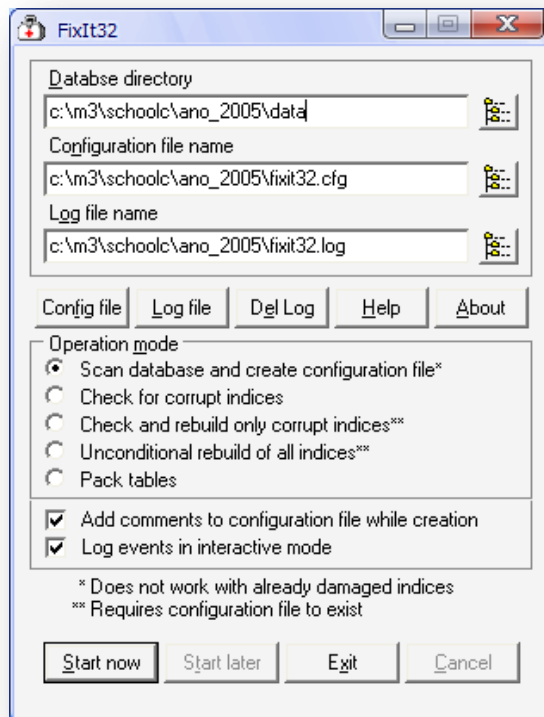 FixIt32
Databse directory
c:\m3\schoolc\ano_2005\data
Configuration file name
c:\m3\schoolc\ano_2005\fixit32.cfg
Log file name
c:\m3\schoolc\ano_2005\fixit32.log
Config file Log file Del Log Help About
Operation mode
Scan database and create configuration file*
Check for corrupt indices
Check and rebuild only corrupt indices**
Unconditional rebuild of all indices**
Pack tables
Add comments to configuration file while creation
Log events in interactive mode
* Does not work with already damaged indices
** Requires configuration file to exist
Start now Start later Exit Cancel